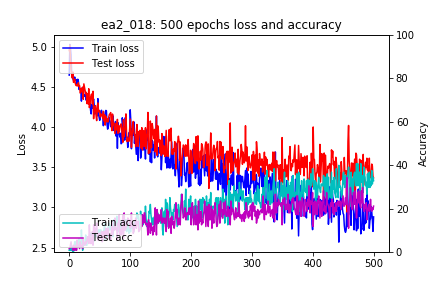 ea2_018: 500 epochs loss and accuracy
Train loss
Test loss
Train acc
Test acc
Loss
Accuracy
5.0
4.5
4.0
3.5
3.0
2.5
100
80
60
40
20
0
0 100 200 300 400 500